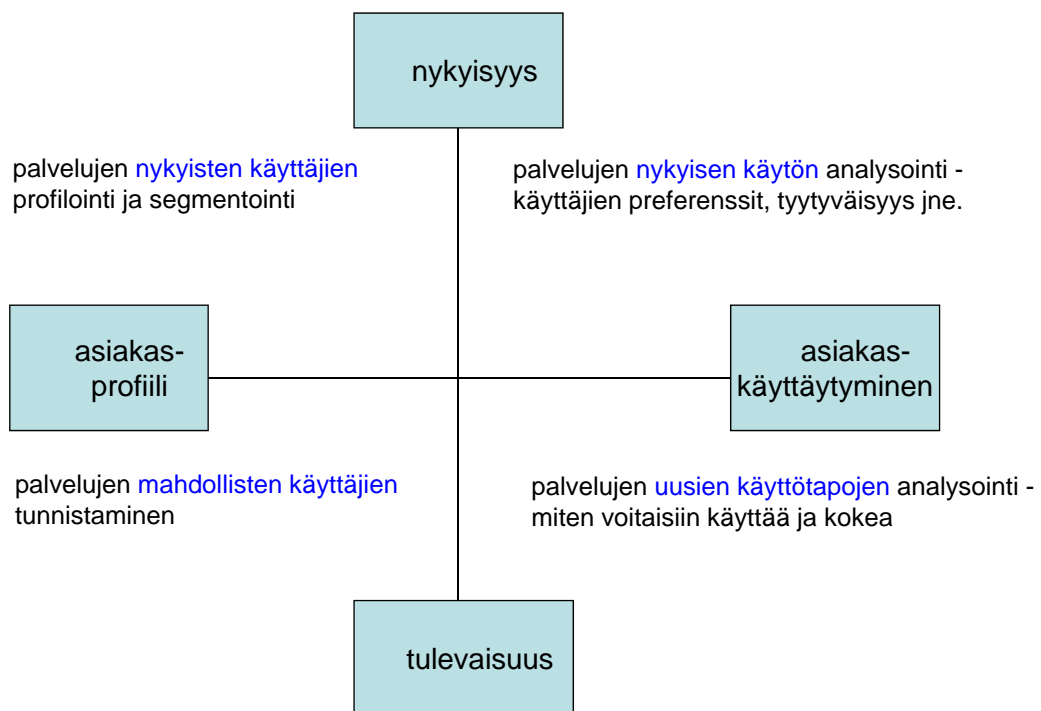 nykyisyys
palvelujen nykyisten käyttäjien
profilointi ja segmentointi
palvelujen nykyisen käytön analysointi -
käyttäjien preferenssit, tyytyväisyys jne.
asiakas-
profiili
asiakas-
käyttäytyminen
palvelujen mahdollisten käyttäjien
tunnistaminen
palvelujen uusien käyttötapojen analysointi -
miten voitaisiin käyttää ja kokea
tulevaisuus